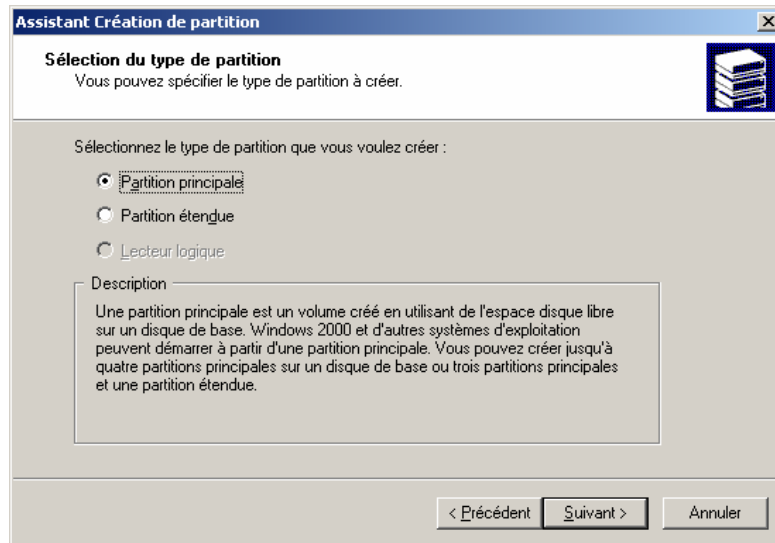 Assistant Création de partition
Sélection du type de partition
Vous pouvez spécifier le type de partition à créer.
Sélectionnez le type de partition que vous voulez créer :
Partition principale
Partition étendue
Lecteur logique
Description
Une partition principale est un volume créé en utilisant de l'espace disque libre
sur un disque de base. Windows 2000 et d'autres systèmes d'exploitation
peuvent démarrer à partir d'une partition principale. Vous pouvez créer jusqu'à
quatre partitions principales sur un disque de base ou trois partitions principales
et une partition étendue.
< Précédent Suivant > Annuler